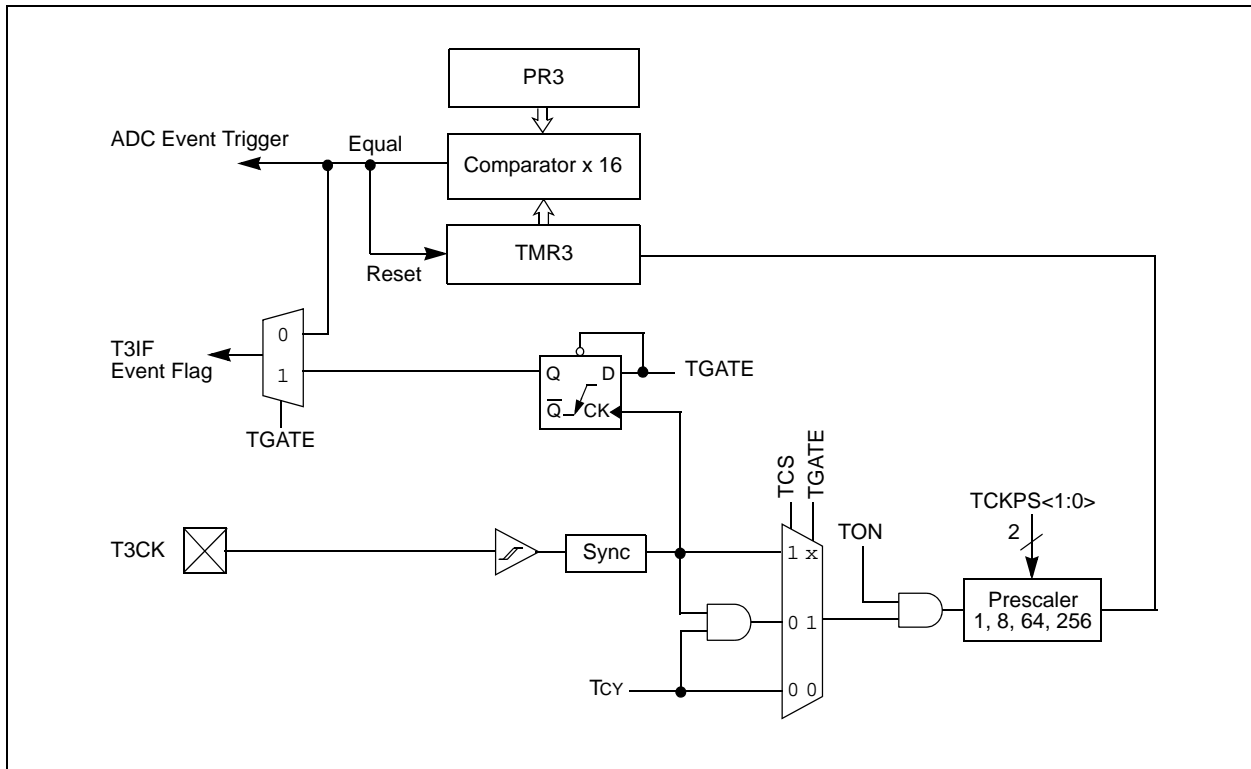 PR3
ADC Event Trigger
Equal
Comparator x 16
TMR3
Reset
0
T3IF
Event Flag
1
TGATE
Q D
Q̅ CK
TGATE
TCS
TGATE
TCKPS<1:0>
2
TON
T3CK
Sync
1 x
Prescaler
1, 8, 64, 256
0 1
TCY
0 0